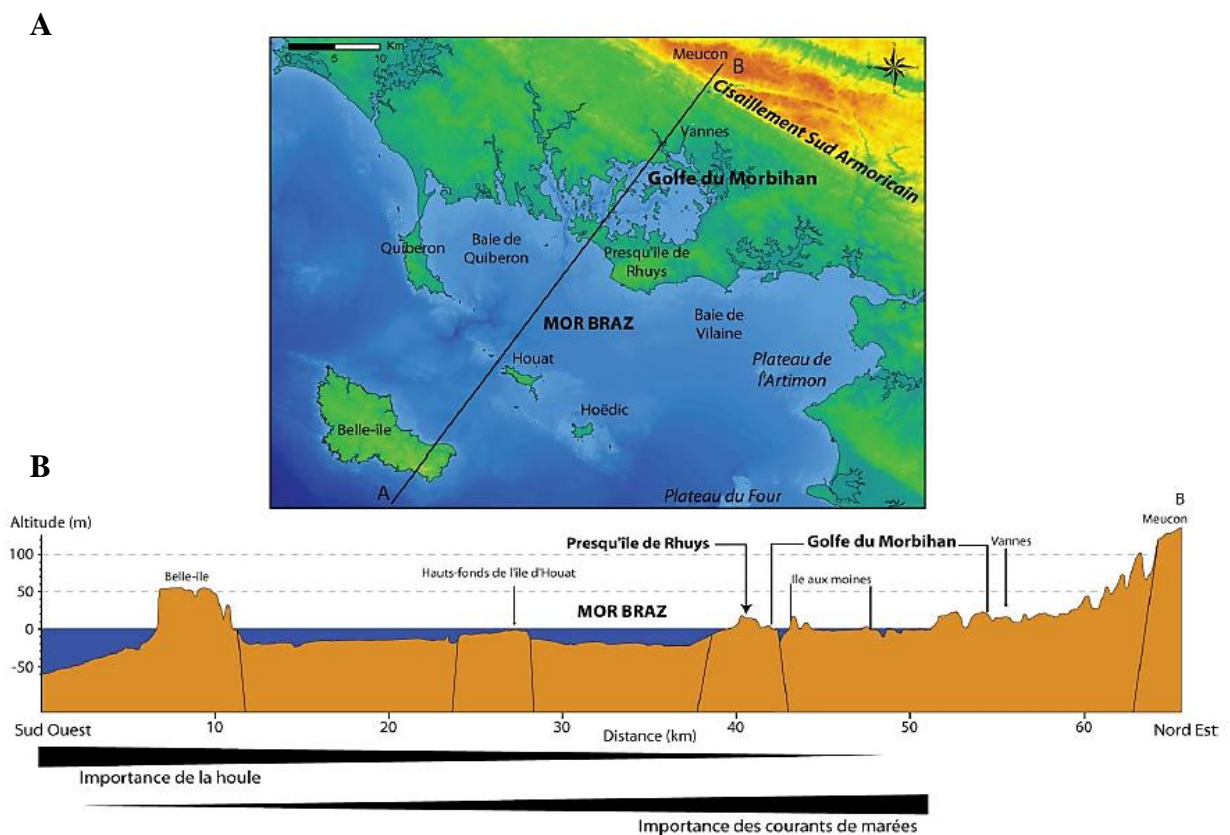 A
Km
0 5 10
Meucon
B
Cisaillement Sud Armoricain
Vannes
Golfe du Morbihan
Quiberon
Baie de
Quiberon
Presqu'ile de
Rhuys
MOR BRAZ
Baie de
Vilaine
Houat
Plateau de
l'Artimon
Hoëdic
Belle-île
A
Plateau du Four
B
B
Altitude (m)
Meucon
Presqu'île de Rhuys
Golfe du Morbihan
Vannes
100
Belle-île
Hauts-fonds de l'île d'Houat
Ile aux moines
50
MOR BRAZ
0
-50
10 20 30 40 50 60
Sud Ouest
Distance (km)
Nord Est
Importance de la houle
Importance des courants de marées